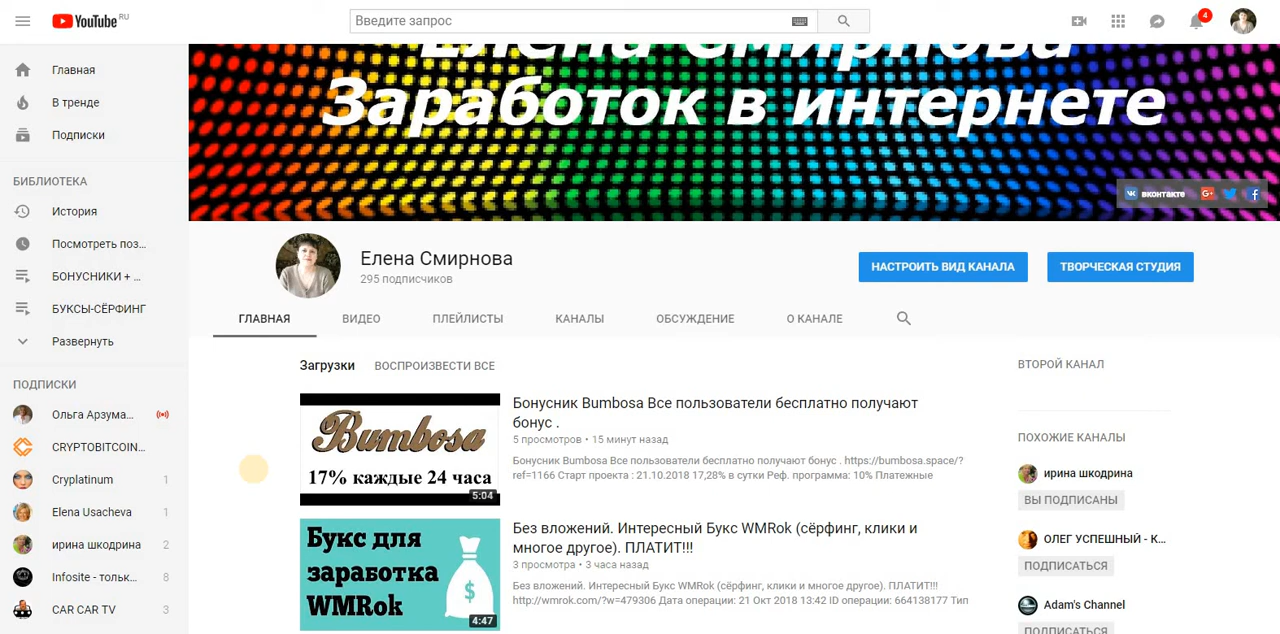 YouTube RU
Введите запрос
4
Главная
В тренде
Подписки
БИБЛИОТЕКА
История
Посмотреть поз...
БОНУСНИКИ + ...
БУКСЫ-СЁРФИНГ
Развернуть
ПОДПИСКИ
Ольга Арзума...
CRYPTOBITCOIN...
Cryplatinum 1
Elena Usacheva 1
ирина шкодрина 2
Infosite - тольк... 8
CAR CAR TV 3
Елена Смирнова
Заработок в интернете
вконтакте
G+
Елена Смирнова
295 подписчиков
НАСТРОИТЬ ВИД КАНАЛА
ТВОРЧЕСКАЯ СТУДИЯ
ГЛАВНАЯ
ВИДЕО
ПЛЕЙЛИСТЫ
КАНАЛЫ
ОБСУЖДЕНИЕ
О КАНАЛЕ
Загрузки
ВОСПРОИЗВЕСТИ ВСЕ
Bumbosa
17% каждые 24 часа
5:04
Бонусник Bumbosa Все пользователи бесплатно получают
бонус .
5 просмотров • 15 минут назад
Бонусник Bumbosa Все пользователи бесплатно получают бонус . https://bumbosa.space/?
ref=1166 Старт проекта : 21.10.2018 17,28% в сутки Реф. программа: 10% Платежные
Букс для
заработка
WMRok
$
4:47
Без вложений. Интересный Букс WMRok (сёрфинг, клики и
многое другое). ПЛАТИТ!!!
3 просмотра • 3 часа назад
Без вложений. Интересный Букс WMRok (сёрфинг, клики и многое другое). ПЛАТИТ!!!
http://wmrok.com/?w=479306 Дата операции: 21 Окт 2018 13:42 ID операции: 664138177 Тип
ВТОРОЙ КАНАЛ
ПОХОЖИЕ КАНАЛЫ
ирина шкодрина
ВЫ ПОДПИСАНЫ
ОЛЕГ УСПЕШНЫЙ - К...
ПОДПИСАТЬСЯ
Adam's Channel
ПОДПИСАТЬСЯ